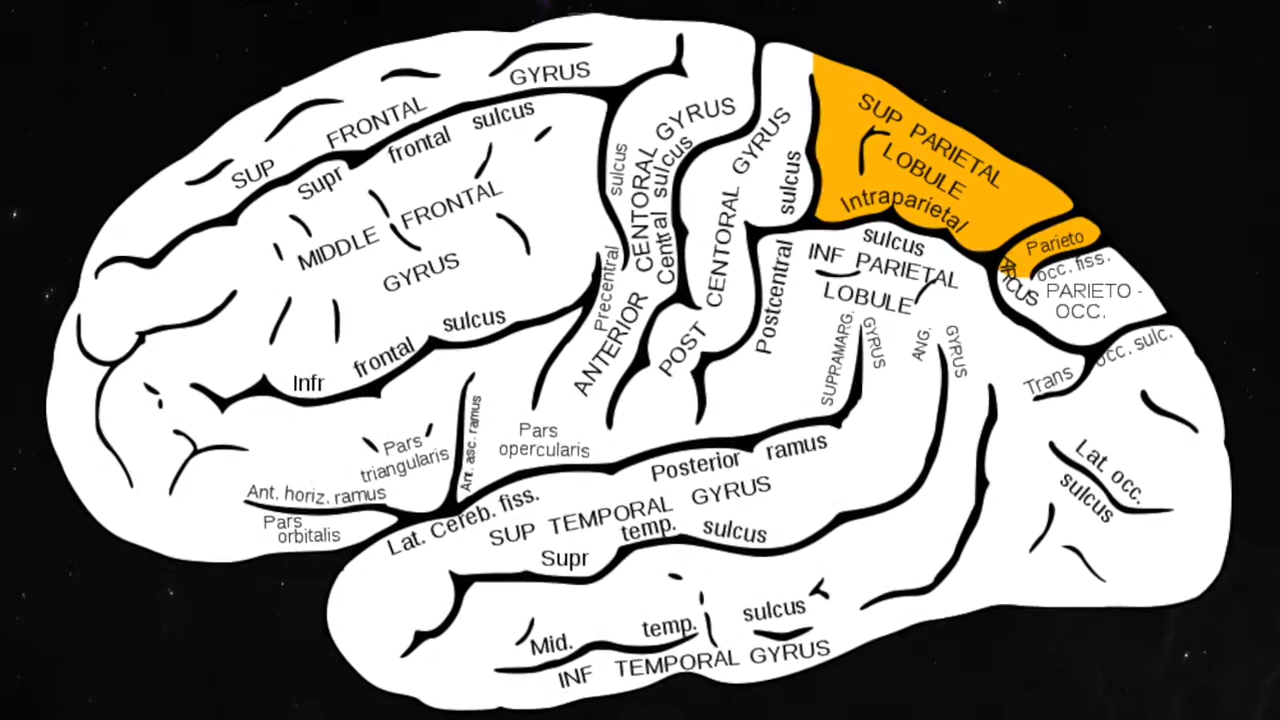 SUP FRONTAL GYRUS
Supr frontal sulcus
MIDDLE FRONTAL
GYRUS
Infr frontal sulcus
Precentral sulcus
ANTERIOR CENTORAL GYRUS
Central sulcus
POST CENTORAL GYRUS
Postcentral sulcus
SUP PARIETAL
LOBULE
Intraparietal
sulcus
INF PARIETAL
LOBULE
SUPRAMARG.
GYRUS
ANG.
GYRUS
ARCUS
Parieto
occ. fiss.
PARIETO -
OCC.
Trans occ. sulc.
Lat. occ.
sulcus
Pars
triangularis
Ant. asc. ramus
Pars
opercularis
Ant. horiz. ramus
Pars
orbitalis
Lat. Cereb. fiss.
Posterior ramus
SUP TEMPORAL GYRUS
Supr temp. sulcus
Mid. temp. sulcus
INF TEMPORAL GYRUS